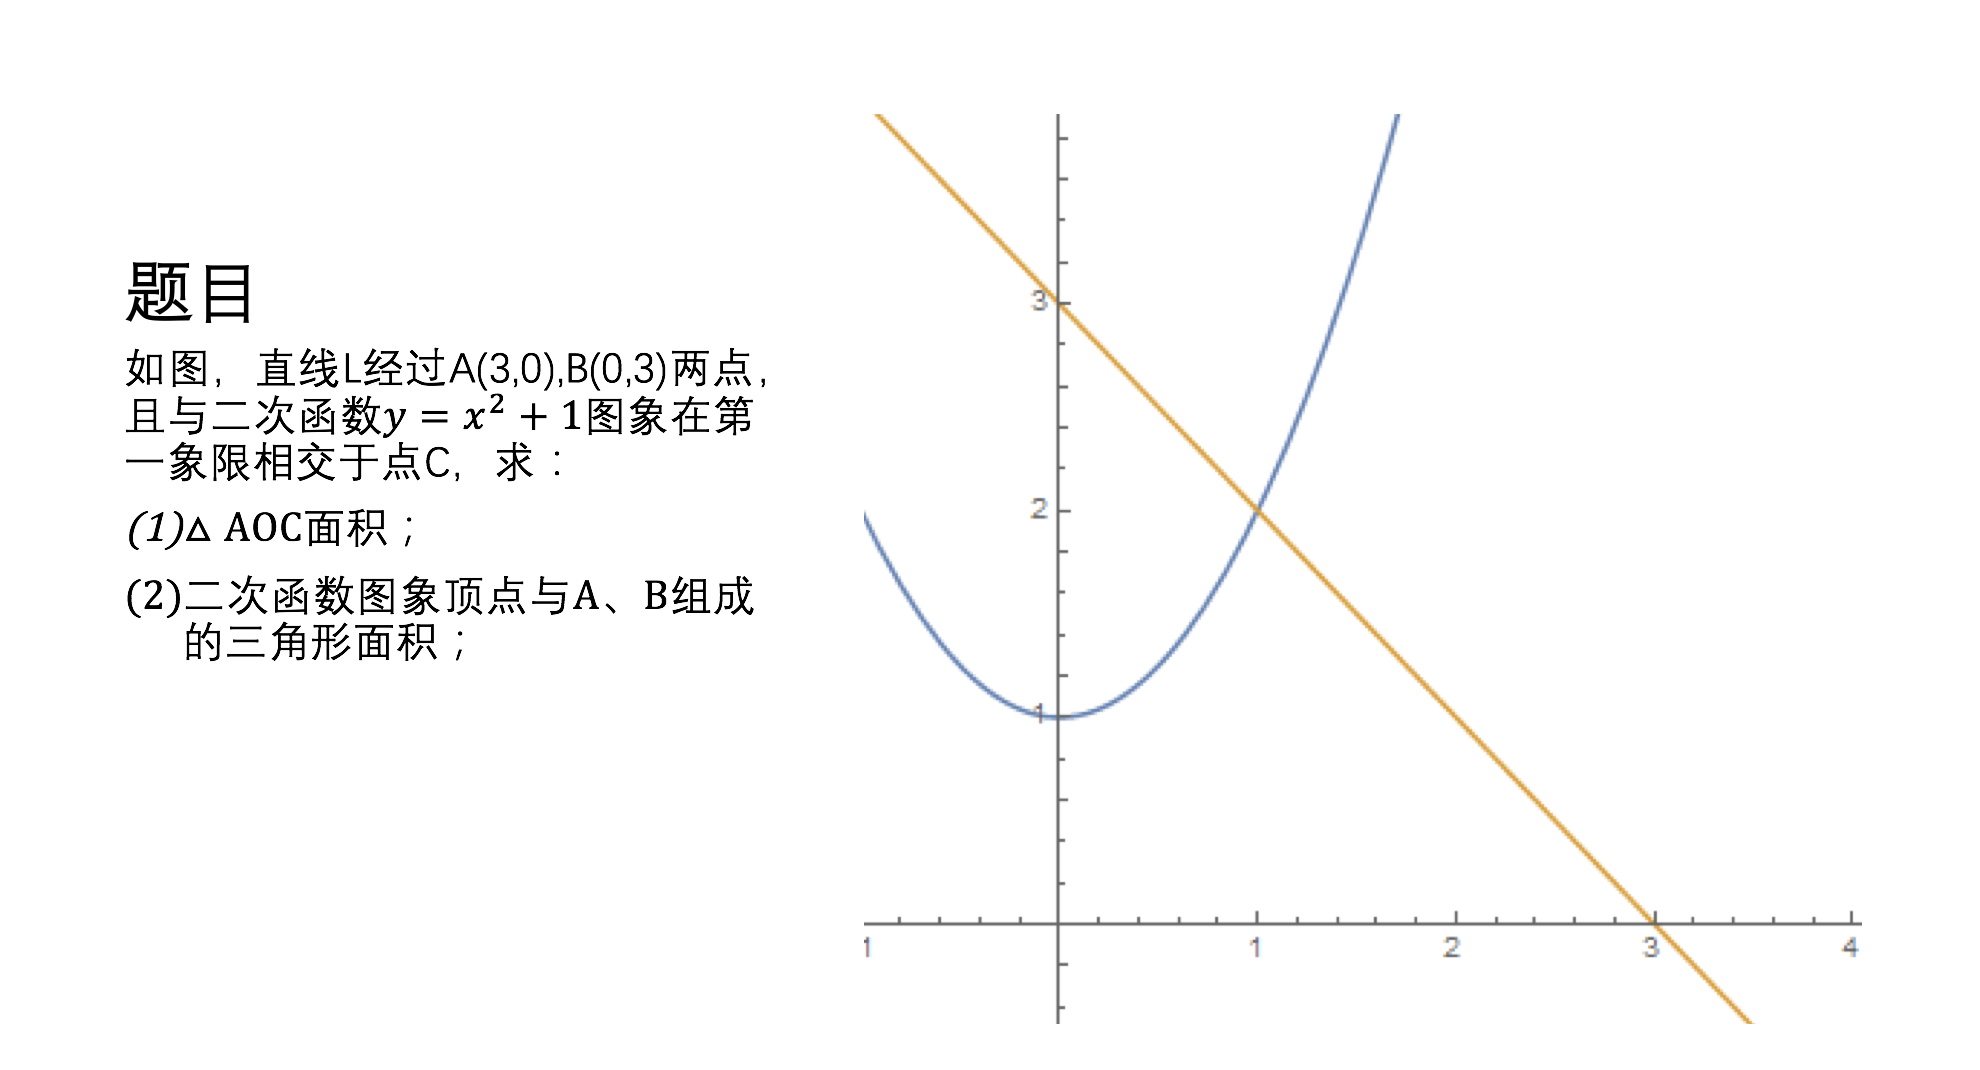 题目
如图，直线L经过A(3,0),B(0,3)两点，
且与二次函数y = x² + 1图象在第
一象限相交于点C，求：
(1)△ AOC面积；
(2)二次函数图象顶点与A、B组成
的三角形面积；
3
2
1
1
1
2
3
4